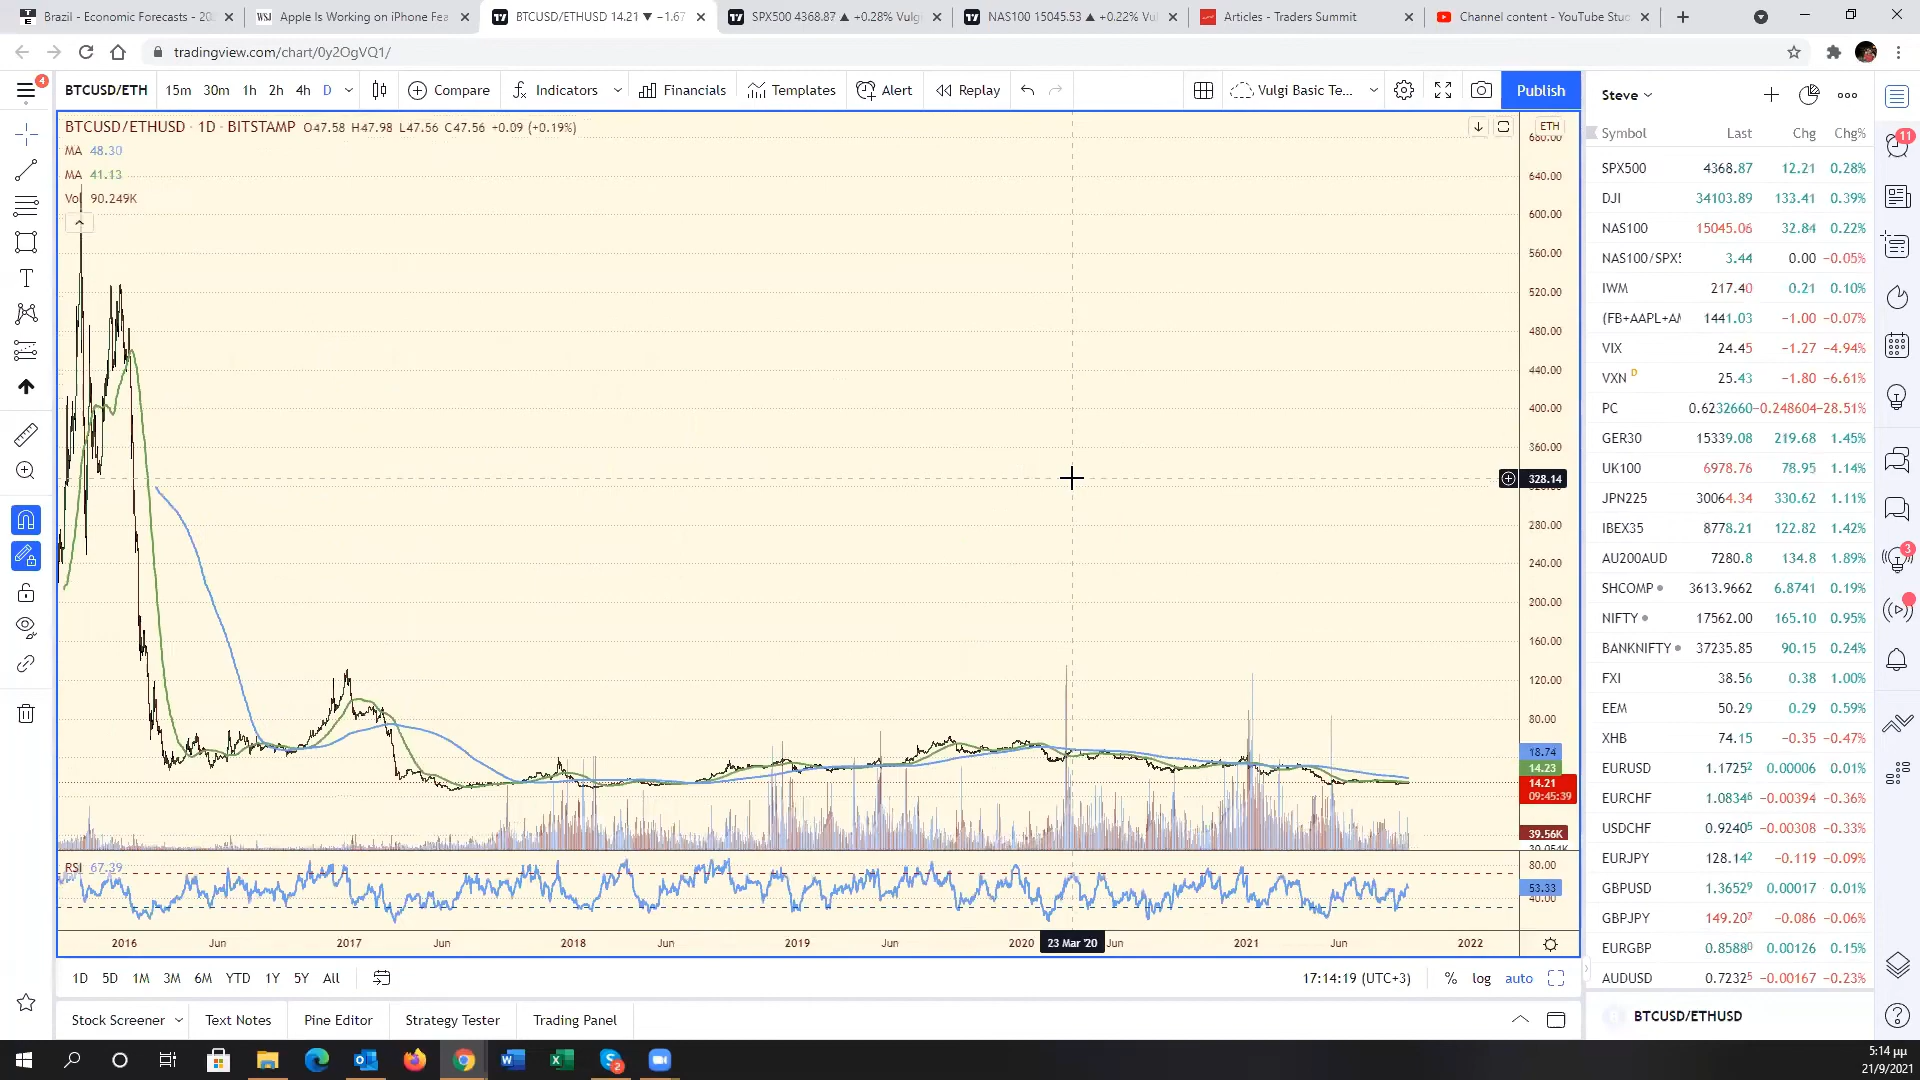 Brazil - Economic Forecasts - 20
Apple Is Working on iPhone Fea
BTCUSD/ETHUSD 14.21 ▼ −1.67
SPX500 4368.87 ▲ +0.28% Vulg
NAS100 15045.53 ▲ +0.22% Vu
Articles - Traders Summit
Channel content - YouTube Stu
tradingview.com/chart/0y2OgVQ1/
4
BTCUSD/ETH 15m 30m 1h 2h 4h D Compare Indicators Financials Templates Alert Replay Vulgi Basic Te... Publish
Steve
BTCUSD/ETHUSD · 1D · BITSTAMP O47.58 H47.98 L47.56 C47.56 +0.09 (+0.19%)
MA 48.30
MA 41.13
Vol 90.249K
ETH
680.00
640.00
600.00
560.00
520.00
480.00
440.00
400.00
360.00
328.14
280.00
240.00
200.00
160.00
120.00
80.00
18.74
14.23
14.21
09:45:39
39.56K
RSI 67.39
80.00
53.33
40.00
2016 Jun 2017 Jun 2018 Jun 2019 Jun 2020 23 Mar '20 Jun 2021 Jun 2022
1D 5D 1M 3M 6M YTD 1Y 5Y All
17:14:19 (UTC+3) % log auto
Stock Screener Text Notes Pine Editor Strategy Tester Trading Panel
Symbol Last Chg Chg%
SPX500 4368.87 12.21 0.28%
DJI 34103.89 133.41 0.39%
NAS100 15045.06 32.84 0.22%
NAS100/SPX5 3.44 0.00 −0.05%
IWM 217.40 0.21 0.10%
(FB+AAPL+AM 1441.03 −1.00 −0.07%
VIX 24.45 −1.27 −4.94%
VXN D 25.43 −1.80 −6.61%
PC 0.6232660 −0.248604 −28.51%
GER30 15339.08 219.68 1.45%
UK100 6978.76 78.95 1.14%
JPN225 30064.34 330.62 1.11%
IBEX35 8778.21 122.82 1.42%
AU200AUD 7280.8 134.8 1.89%
SHCOMP 3613.9662 6.8741 0.19%
NIFTY 17562.00 165.10 0.95%
BANKNIFTY 37235.85 90.15 0.24%
FXI 38.56 0.38 1.00%
EEM 50.29 0.29 0.59%
XHB 74.15 −0.35 −0.47%
EURUSD 1.17252 0.00006 0.01%
EURCHF 1.08346 −0.00394 −0.36%
USDCHF 0.92405 −0.00308 −0.33%
EURJPY 128.142 −0.119 −0.09%
GBPUSD 1.36529 0.00017 0.01%
GBPJPY 149.207 −0.086 −0.06%
EURGBP 0.85880 0.00126 0.15%
AUDUSD 0.72325 −0.00167 −0.23%
BTCUSD/ETHUSD
11
3
2
5:14 μμ
21/9/2021